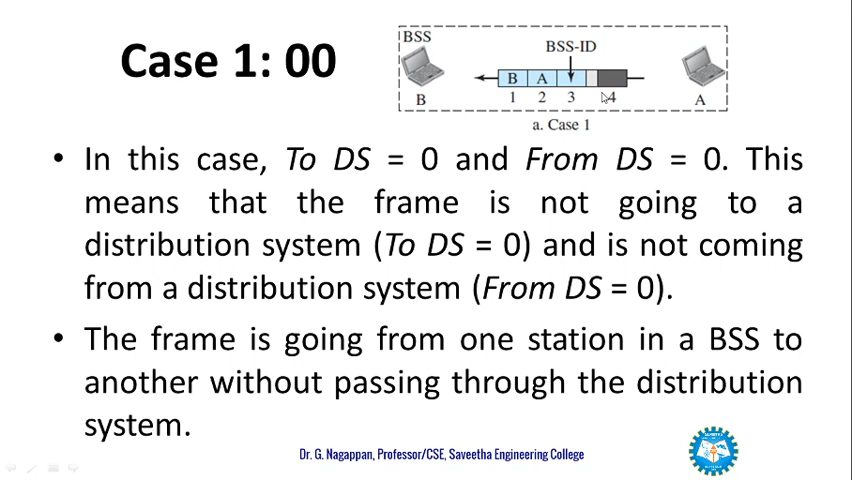 Case 1: 00
BSS
BSS-ID
B A
B 1 2 3 4 A
a. Case 1
• In this case, To DS = 0 and From DS = 0. This
means that the frame is not going to a
distribution system (To DS = 0) and is not coming
from a distribution system (From DS = 0).
• The frame is going from one station in a BSS to
another without passing through the distribution
system.
Dr. G. Nagappan, Professor/CSE, Saveetha Engineering College